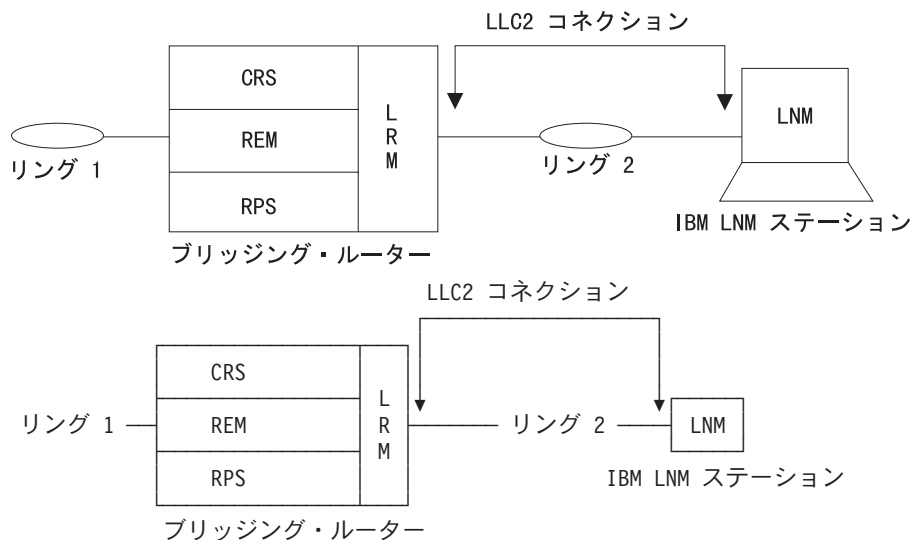 LLC2 コネクション
CRS
REM
RPS
LRM
LNM
リング 1
リング 2
IBM LNM ステーション
ブリッジング・ルーター
LLC2 コネクション
CRS
リング 1
REM
RPS
LRM
リング 2
LNM
IBM LNM ステーション
ブリッジング・ルーター